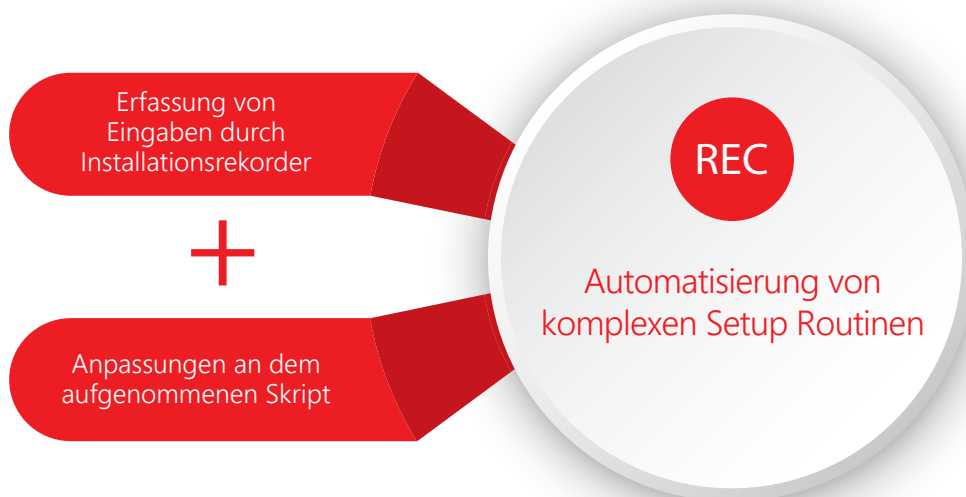 Erfassung von
Eingaben durch
Installationsrekorder
+
Anpassungen an dem
aufgenommenen Skript
REC
Automatisierung von
komplexen Setup Routinen